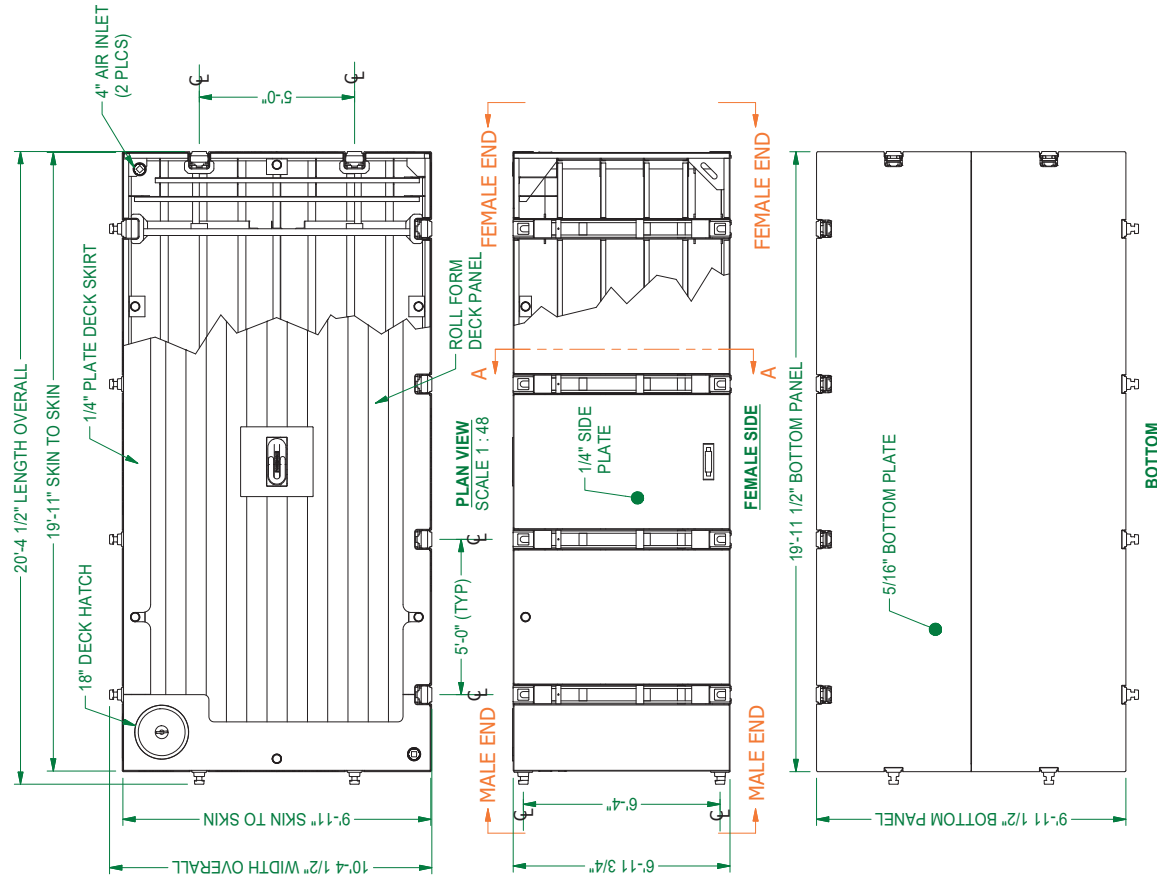 20'-4 1/2" LENGTH OVERALL
19'-11" SKIN TO SKIN
18" DECK HATCH
1/4" PLATE DECK SKIRT
4" AIR INLET
(2 PLCS)
℄
℄
5'-0"
ROLL FORM
DECK PANEL
9'-11" SKIN TO SKIN
10'-4 1/2" WIDTH OVERALL
PLAN VIEW
SCALE 1 : 48
℄
℄
5'-0" (TYP)
MALE END
FEMALE END
A
A
1/4" SIDE
PLATE
℄
℄
6'-4"
6'-11 3/4"
MALE END
FEMALE END
FEMALE SIDE
19'-11 1/2" BOTTOM PANEL
5/16" BOTTOM PLATE
9'-11 1/2" BOTTOM PANEL
BOTTOM